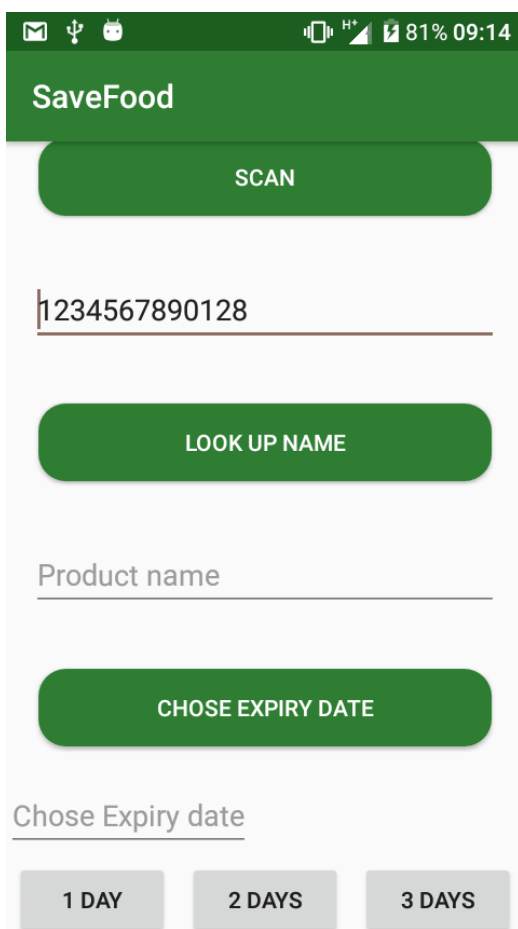 H+ 81% 09:14
SaveFood
SCAN
1234567890128
LOOK UP NAME
Product name
CHOSE EXPIRY DATE
Chose Expiry date
1 DAY 2 DAYS 3 DAYS